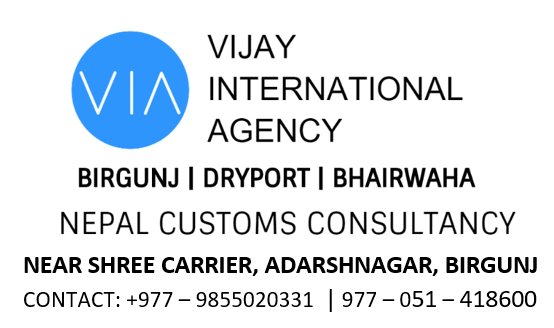 VIA
VIJAY
INTERNATIONAL
AGENCY
BIRGUNJ | DRYPORT | BHAIRWAHA
NEPAL CUSTOMS CONSULTANCY
NEAR SHREE CARRIER, ADARSHNAGAR, BIRGUNJ
CONTACT: +977 – 9855020331 | 977 – 051 – 418600